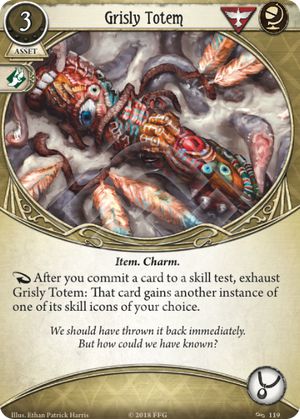 3
Grisly Totem
ASSET
Item. Charm.
After you commit a card to a skill test, exhaust
Grisly Totem: That card gains another instance of
one of its skill icons of your choice.
We should have thrown it back immediately.
But how could we have known?
Illus. Ethan Patrick Harris
© 2018 FFG
119